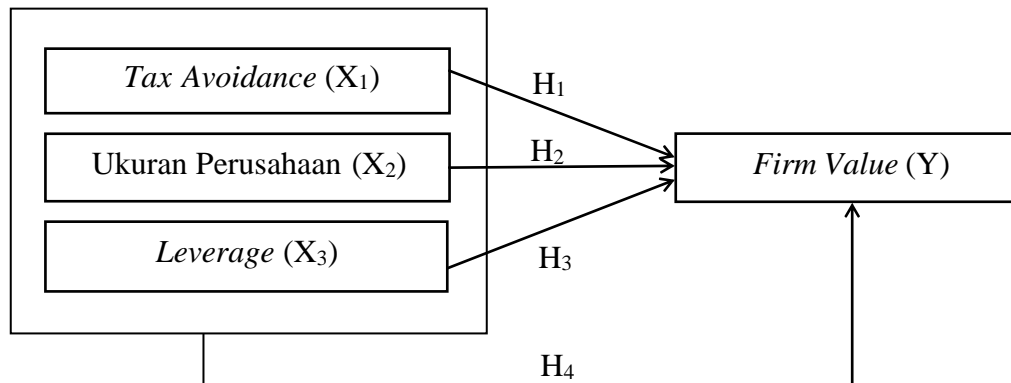 Tax Avoidance (X₁)
H₁
Ukuran Perusahaan (X₂)
H₂
Firm Value (Y)
Leverage (X₃)
H₃
H₄